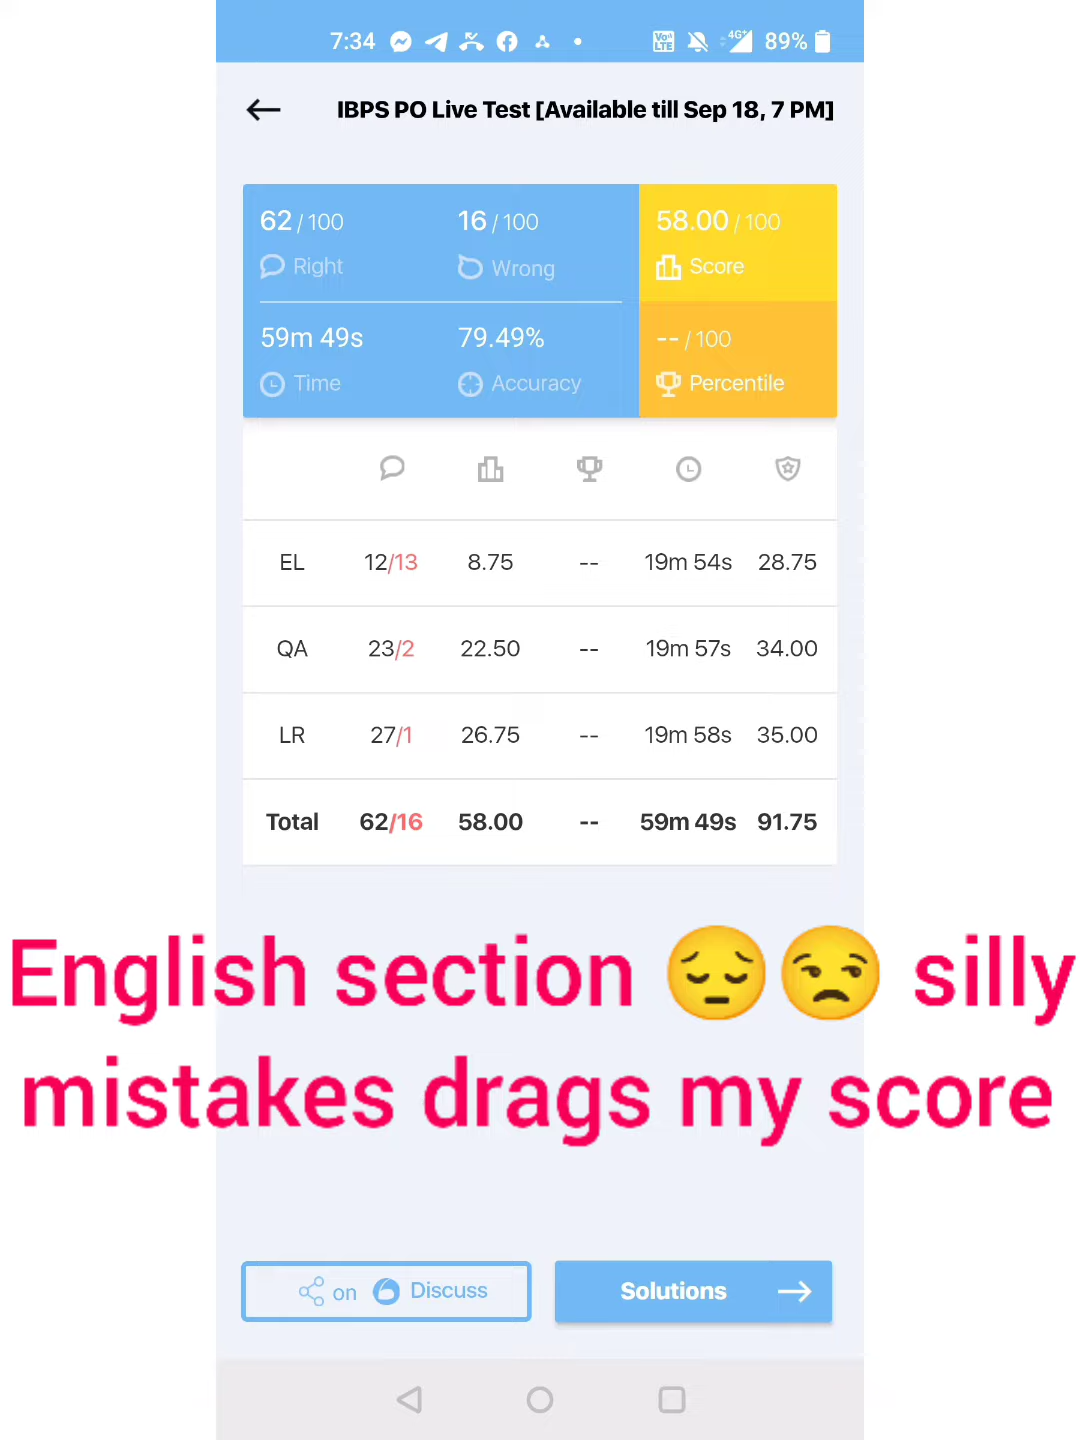 7:34 Vo)) LTE 4G+ 89%
IBPS PO Live Test [Available till Sep 18, 7 PM]
62 / 100 16 / 100 58.00 / 100
Right Wrong Score
59m 49s 79.49% -- / 100
Time Accuracy Percentile
EL 12/13 8.75 -- 19m 54s 28.75
QA 23/2 22.50 -- 19m 57s 34.00
LR 27/1 26.75 -- 19m 58s 35.00
Total 62/16 58.00 -- 59m 49s 91.75
English section 😔😒 silly
mistakes drags my score
on Discuss Solutions